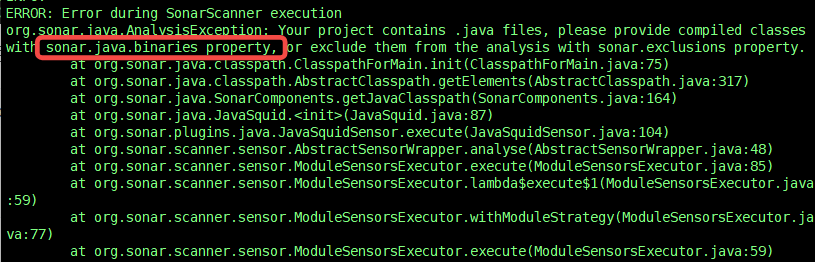 ERROR: Error during SonarScanner execution
org.sonar.java.AnalysisException: Your project contains .java files, please provide compiled classes
with sonar.java.binaries property, or exclude them from the analysis with sonar.exclusions property.
at org.sonar.java.classpath.ClasspathForMain.init(ClasspathForMain.java:75)
at org.sonar.java.classpath.AbstractClasspath.getElements(AbstractClasspath.java:317)
at org.sonar.java.SonarComponents.getJavaClasspath(SonarComponents.java:164)
at org.sonar.java.JavaSquid.<init>(JavaSquid.java:87)
at org.sonar.plugins.java.JavaSquidSensor.execute(JavaSquidSensor.java:104)
at org.sonar.scanner.sensor.AbstractSensorWrapper.analyse(AbstractSensorWrapper.java:48)
at org.sonar.scanner.sensor.ModuleSensorsExecutor.execute(ModuleSensorsExecutor.java:85)
at org.sonar.scanner.sensor.ModuleSensorsExecutor.lambda$execute$1(ModuleSensorsExecutor.java
:59)
at org.sonar.scanner.sensor.ModuleSensorsExecutor.withModuleStrategy(ModuleSensorsExecutor.ja
va:77)
at org.sonar.scanner.sensor.ModuleSensorsExecutor.execute(ModuleSensorsExecutor.java:59)